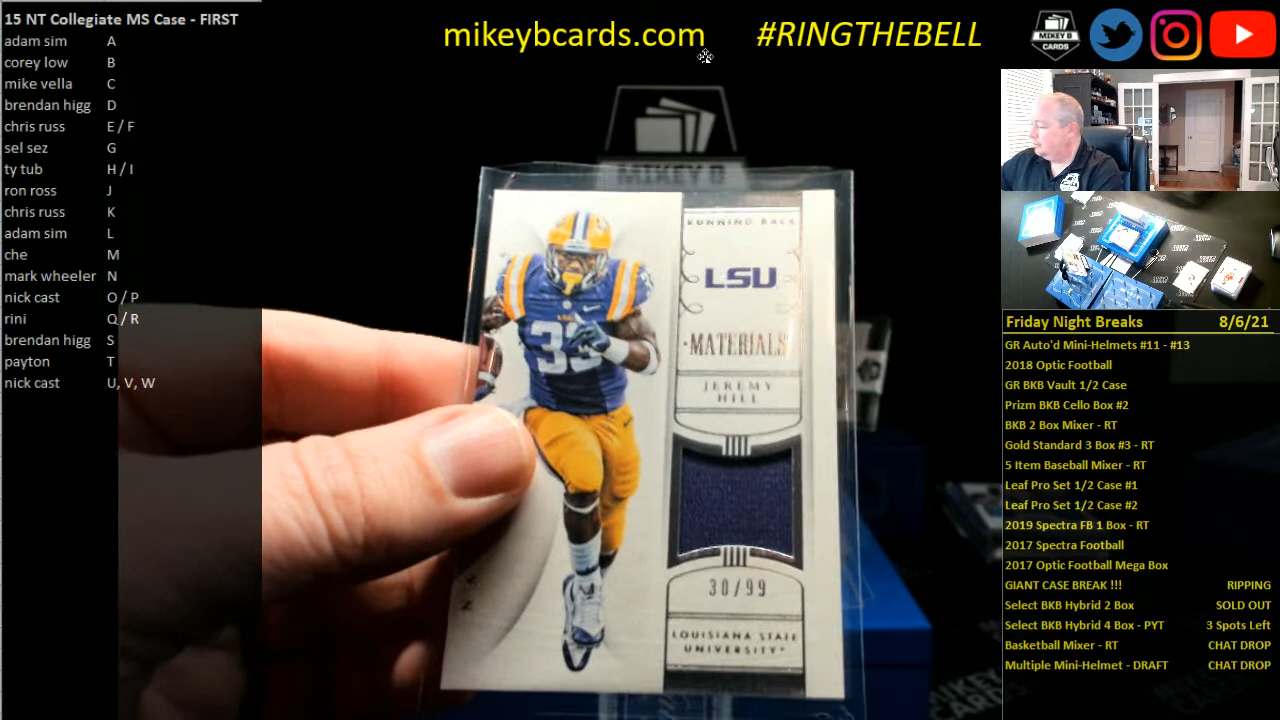 15 NT Collegiate MS Case - FIRST
adam sim A
corey low B
mike vella C
brendan higg D
chris russ E / F
sel sez G
ty tub H / I
ron ross J
chris russ K
adam sim L
che M
mark wheeler N
nick cast O / P
rini Q / R
brendan higg S
payton T
nick cast U, V, W
mikeybcards.com #RINGTHEBELL
MIKEY B
CARDS
MIKEY B
RUNNING BACK
LSU
MATERIALS
JEREMY
HILL
33
30/99
LOUISIANA STATE
UNIVERSITY
Friday Night Breaks 8/6/21
GR Auto'd Mini-Helmets #11 - #13
2018 Optic Football
GR BKB Vault 1/2 Case
Prizm BKB Cello Box #2
BKB 2 Box Mixer - RT
Gold Standard 3 Box #3 - RT
5 Item Baseball Mixer - RT
Leaf Pro Set 1/2 Case #1
Leaf Pro Set 1/2 Case #2
2019 Spectra FB 1 Box - RT
2017 Spectra Football
2017 Optic Football Mega Box
GIANT CASE BREAK !!! RIPPING
Select BKB Hybrid 2 Box SOLD OUT
Select BKB Hybrid 4 Box - PYT 3 Spots Left
Basketball Mixer - RT CHAT DROP
Multiple Mini-Helmet - DRAFT CHAT DROP